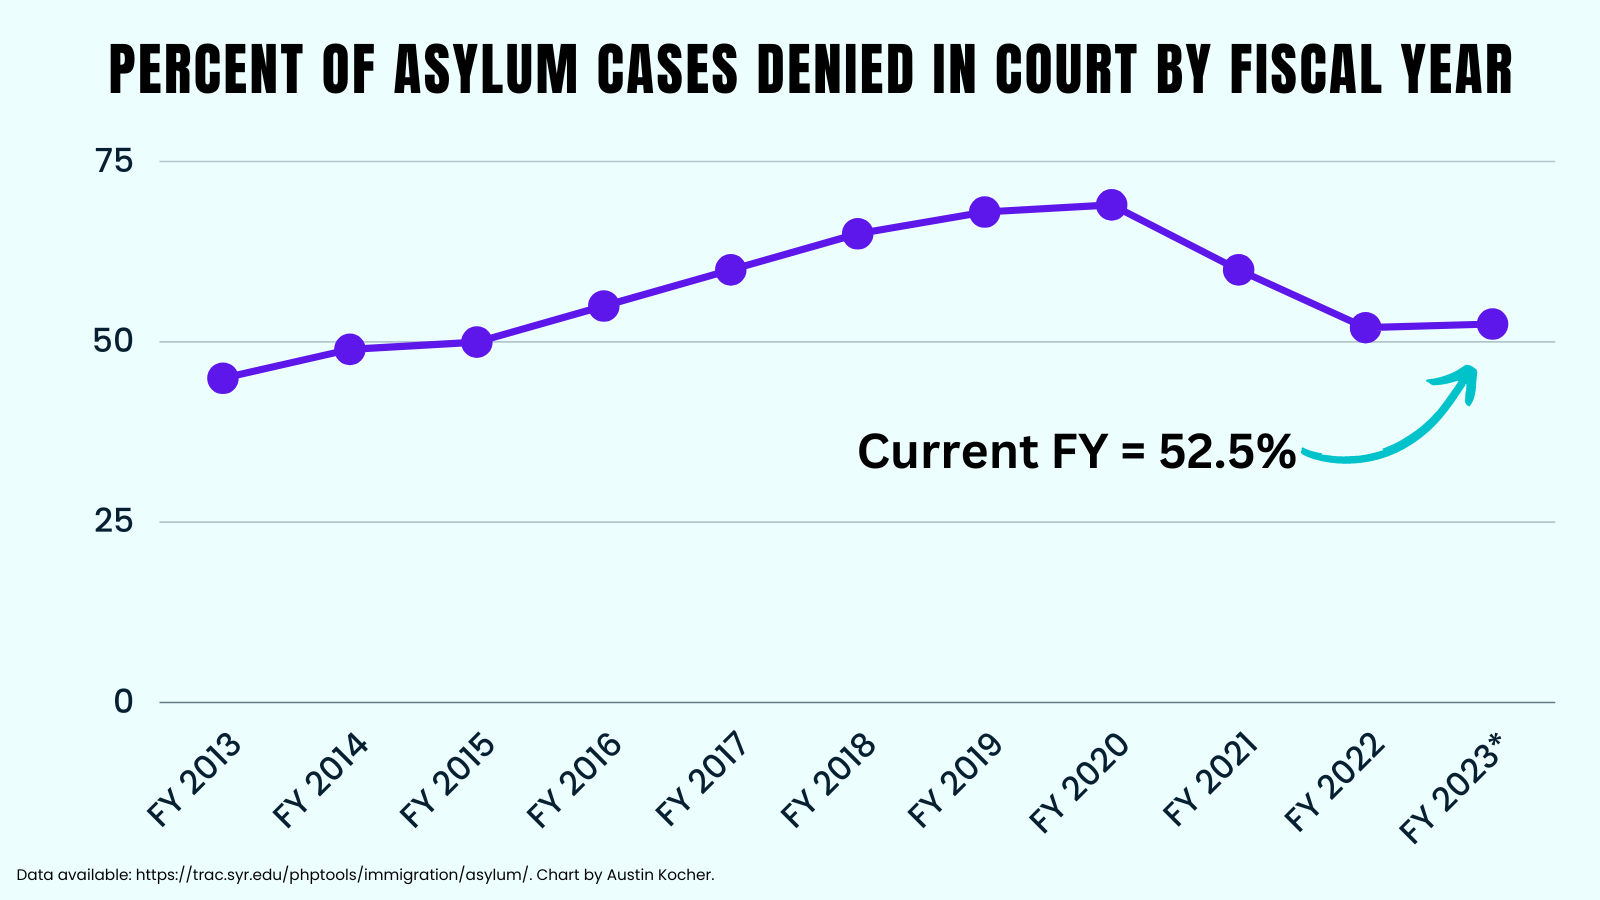 PERCENT OF ASYLUM CASES DENIED IN COURT BY FISCAL YEAR
75
50
Current FY = 52.5%
25
0
FY 2013
FY 2014
FY 2015
FY 2016
FY 2017
FY 2018
FY 2019
FY 2020
FY 2021
FY 2022
FY 2023*
Data available: https://trac.syr.edu/phptools/immigration/asylum/. Chart by Austin Kocher.